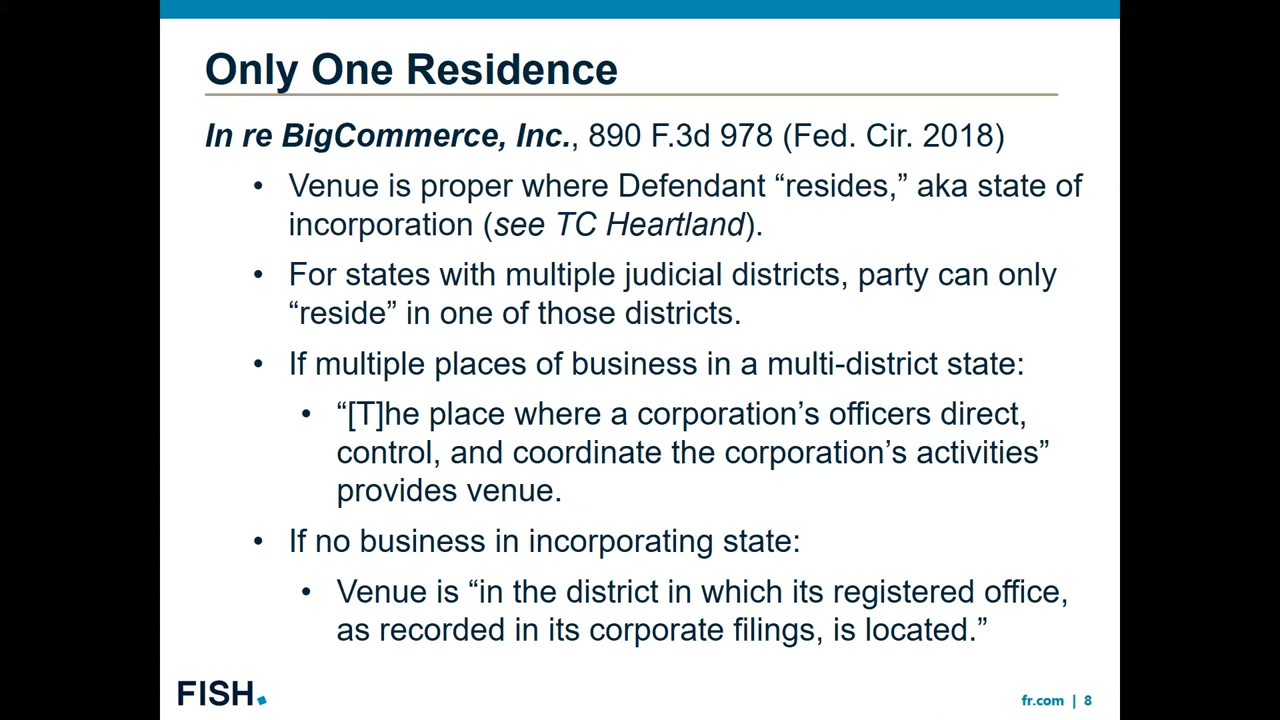 Only One Residence
In re BigCommerce, Inc., 890 F.3d 978 (Fed. Cir. 2018)
• Venue is proper where Defendant “resides,” aka state of
incorporation (see TC Heartland).
• For states with multiple judicial districts, party can only
“reside” in one of those districts.
• If multiple places of business in a multi-district state:
• “[T]he place where a corporation’s officers direct,
control, and coordinate the corporation’s activities”
provides venue.
• If no business in incorporating state:
• Venue is “in the district in which its registered office,
as recorded in its corporate filings, is located.”
FISH.
fr.com | 8